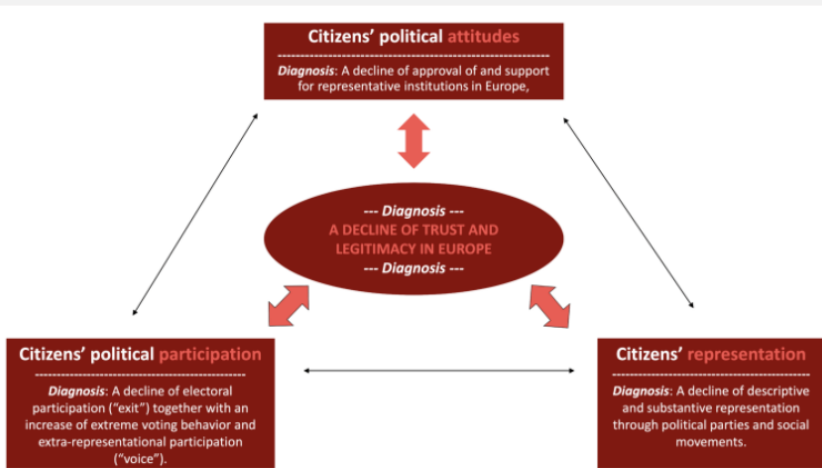 Citizens' political attitudes
--------------------------------------------------------
Diagnosis: A decline of approval of and support
for representative institutions in Europe,
--- Diagnosis ---
A DECLINE OF TRUST AND
LEGITIMACY IN EUROPE
--- Diagnosis ---
Citizens' political participation
--------------------------------------------
Diagnosis: A decline of electoral
participation ("exit") together with an
increase of extreme voting behavior and
extra-representational participation
("voice").
Citizens' representation
------------------------------------------
Diagnosis: A decline of descriptive
and substantive representation
through political parties and social
movements.